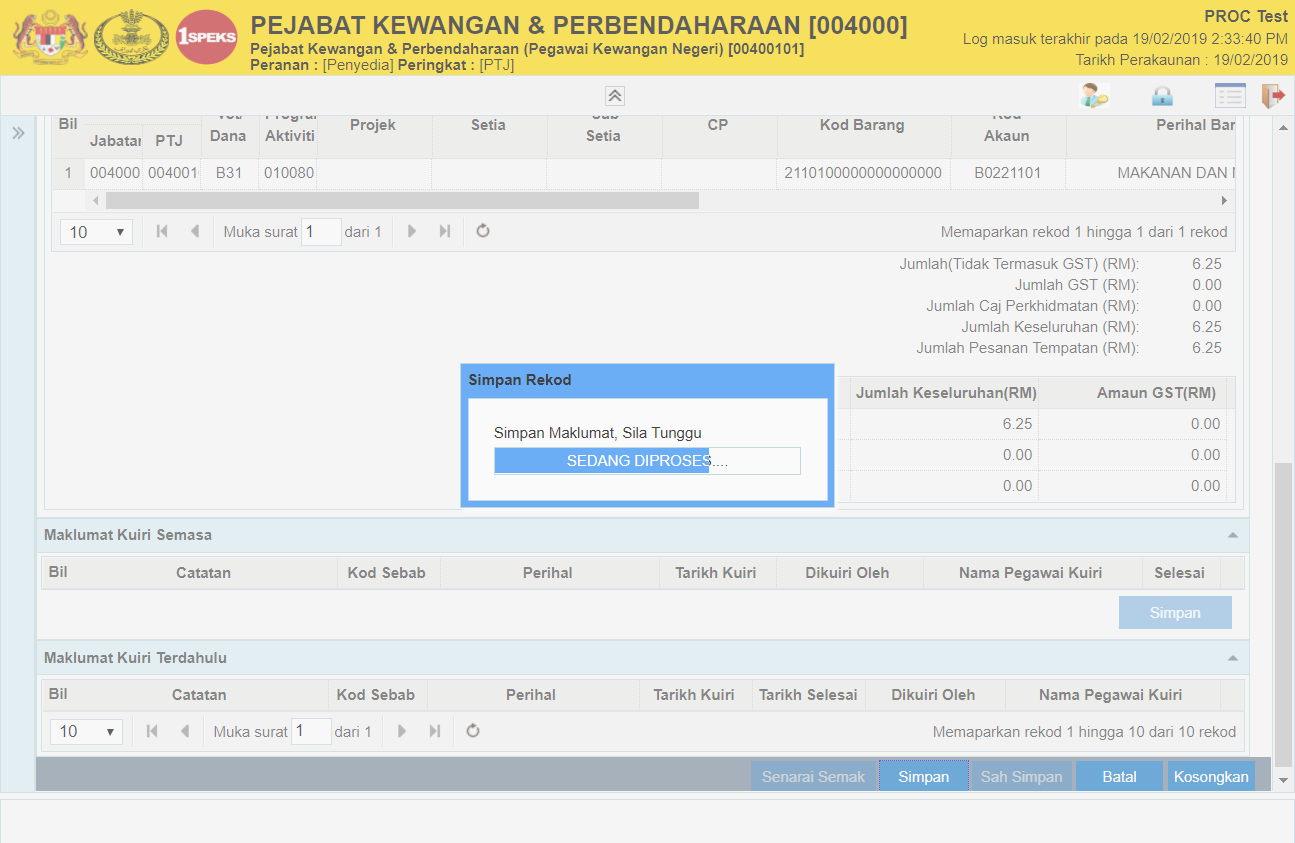 1SPEKS
PEJABAT KEWANGAN & PERBENDAHARAAN [004000]
Pejabat Kewangan & Perbendaharaan (Pegawai Kewangan Negeri) [00400101]
Peranan : [Penyedia] Peringkat : [PTJ]
PROC Test
Log masuk terakhir pada 19/02/2019 2:33:40 PM
Tarikh Perakaunan : 19/02/2019
Bil Jabatan PTJ Dana Aktiviti Projek Setia Sub Setia CP Kod Barang Kod Akaun Perihal Bar
1 004000 004001 B31 010080 2110100000000000000 B0221101 MAKANAN DAN
10 Muka surat 1 dari 1 Memaparkan rekod 1 hingga 1 dari 1 rekod
Jumlah(Tidak Termasuk GST) (RM): 6.25
Jumlah GST (RM): 0.00
Jumlah Caj Perkhidmatan (RM): 0.00
Jumlah Keseluruhan (RM): 6.25
Jumlah Pesanan Tempatan (RM): 6.25
Simpan Rekod
Simpan Maklumat, Sila Tunggu
SEDANG DIPROSES....
Jumlah Keseluruhan(RM) Amaun GST(RM)
6.25 0.00
0.00 0.00
0.00 0.00
Maklumat Kuiri Semasa
Bil Catatan Kod Sebab Perihal Tarikh Kuiri Dikuiri Oleh Nama Pegawai Kuiri Selesai
Simpan
Maklumat Kuiri Terdahulu
Bil Catatan Kod Sebab Perihal Tarikh Kuiri Tarikh Selesai Dikuiri Oleh Nama Pegawai Kuiri
10 Muka surat 1 dari 1 Memaparkan rekod 1 hingga 10 dari 10 rekod
Senarai Semak Simpan Sah Simpan Batal Kosongkan